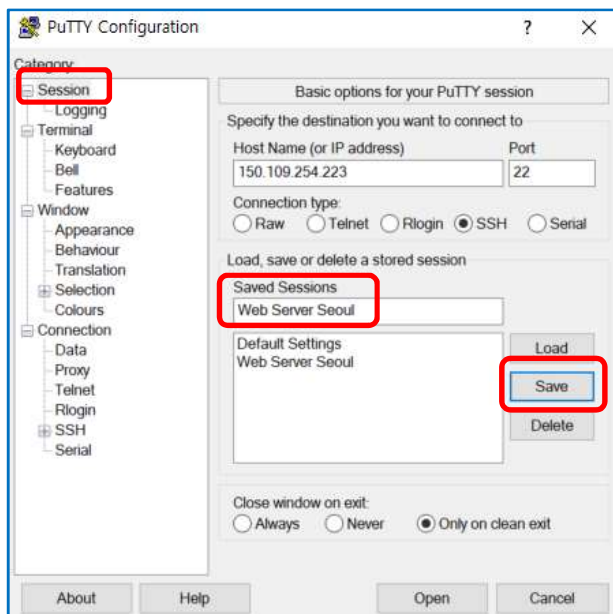 PuTTY Configuration
Category:
Session
Logging
Terminal
Keyboard
Bell
Features
Window
Appearance
Behaviour
Translation
Selection
Colours
Connection
Data
Proxy
Telnet
Rlogin
SSH
Serial
Basic options for your PuTTY session
Specify the destination you want to connect to
Host Name (or IP address) Port
150.109.254.223 22
Connection type:
Raw Telnet Rlogin SSH Serial
Load, save or delete a stored session
Saved Sessions
Web Server Seoul
Default Settings
Web Server Seoul
Load
Save
Delete
Close window on exit:
Always Never Only on clean exit
About Help Open Cancel